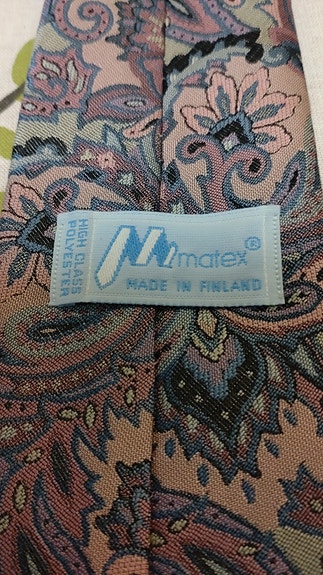 HIGH CLASS
POLYESTER
matex®
MADE IN FINLAND